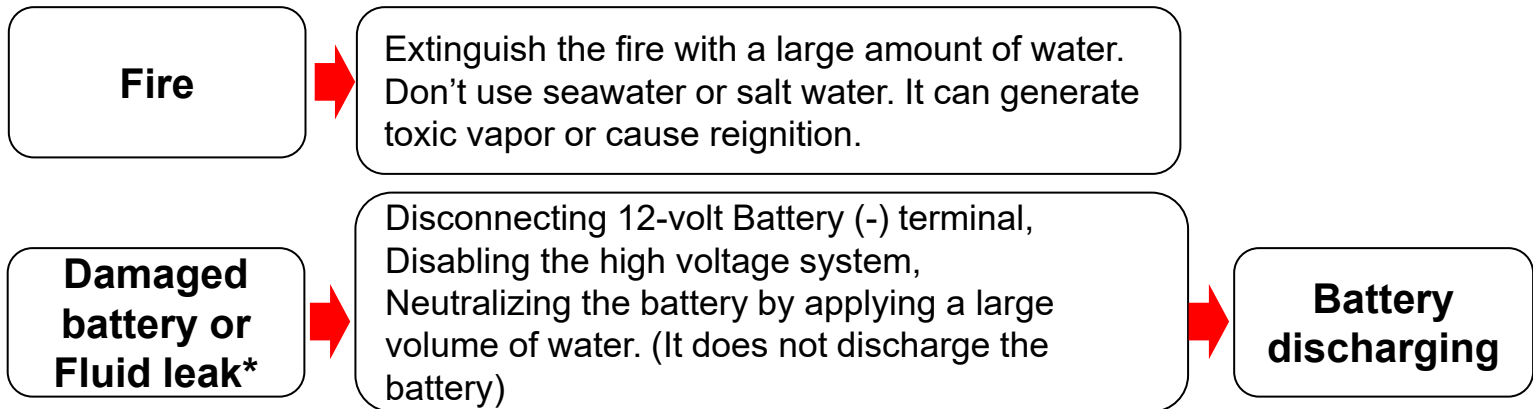 Fire
Extinguish the fire with a large amount of water.
Don’t use seawater or salt water. It can generate
toxic vapor or cause reignition.
Damaged
battery or
Fluid leak*
Disconnecting 12-volt Battery (-) terminal,
Disabling the high voltage system,
Neutralizing the battery by applying a large
volume of water. (It does not discharge the
battery)
Battery
discharging